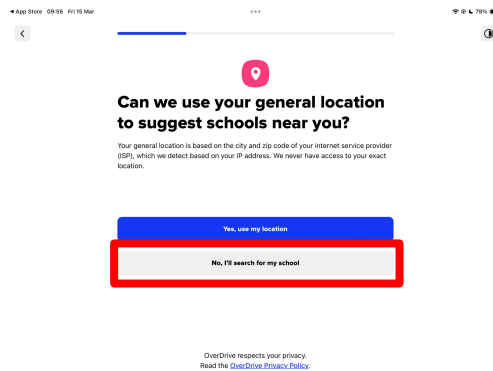 App Store 09:56 Fri 15 Mar 79%
Can we use your general location
to suggest schools near you?
Your general location is based on the city and zip code of your internet service provider
(ISP), which we detect based on your IP address. We never have access to your exact
location.
Yes, use my location
No, I'll search for my school
OverDrive respects your privacy.
Read the OverDrive Privacy Policy.